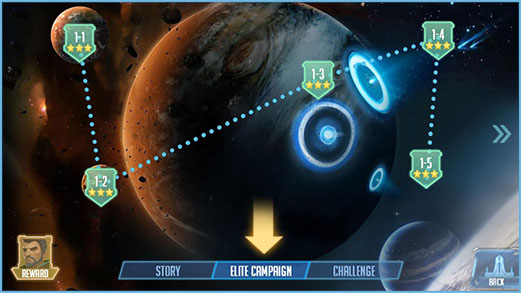 1-1
1-4
1-3
1-2
1-5
REWARD
STORY
ELITE CAMPAIGN
CHALLENGE
BACK